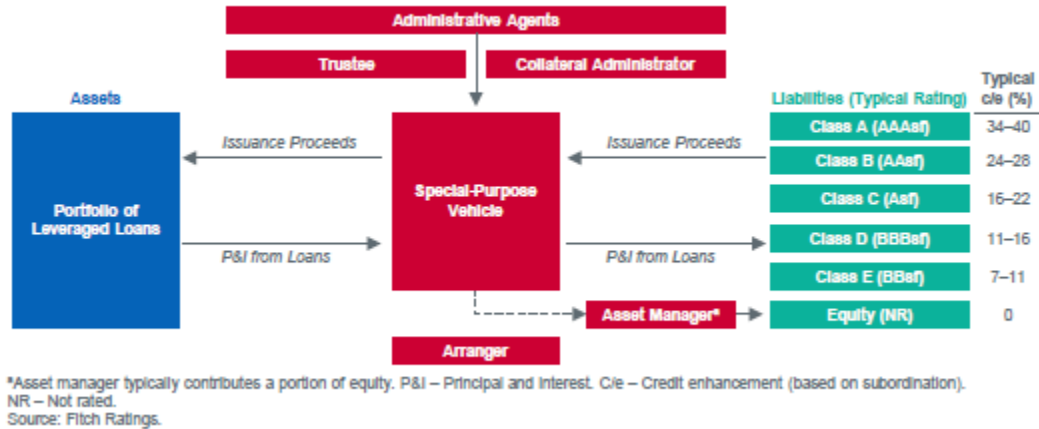 Administrative Agents
Trustee
Collateral Administrator
Assets
Liabilities (Typical Rating)
Typical
c/e (%)
Issuance Proceeds
Issuance Proceeds
Class A (AAAsf)
34–40
Class B (AAsf)
24–28
Portfolio of
Leveraged Loans
Special-Purpose
Vehicle
Class C (Asf)
16–22
P&I from Loans
P&I from Loans
Class D (BBBsf)
11–16
Class E (BBsf)
7–11
Asset Manager*
Equity (NR)
0
Arranger
*Asset manager typically contributes a portion of equity. P&I – Principal and Interest. C/e – Credit enhancement (based on subordination).
NR – Not rated.
Source: Fitch Ratings.